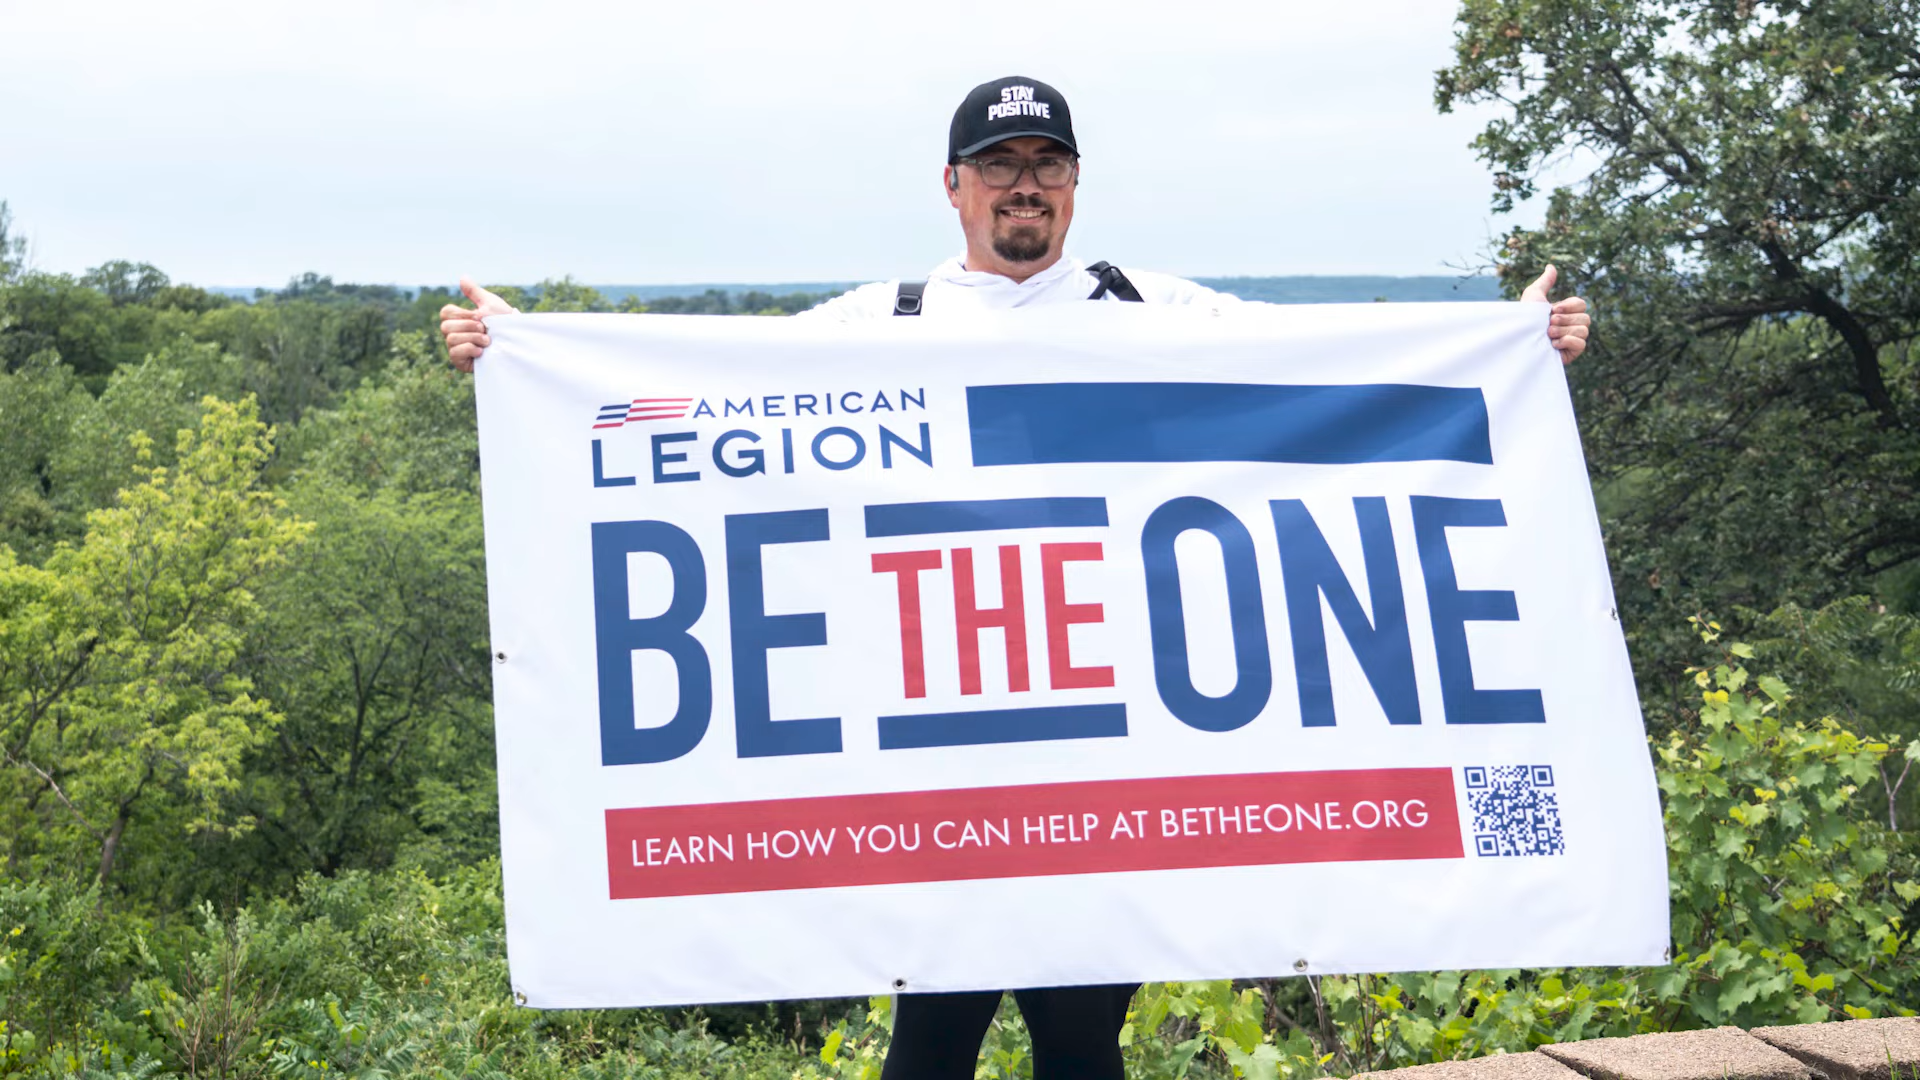 STAY
POSITIVE
AMERICAN
LEGION
BE THE ONE
LEARN HOW YOU CAN HELP AT BETHEONE.ORG